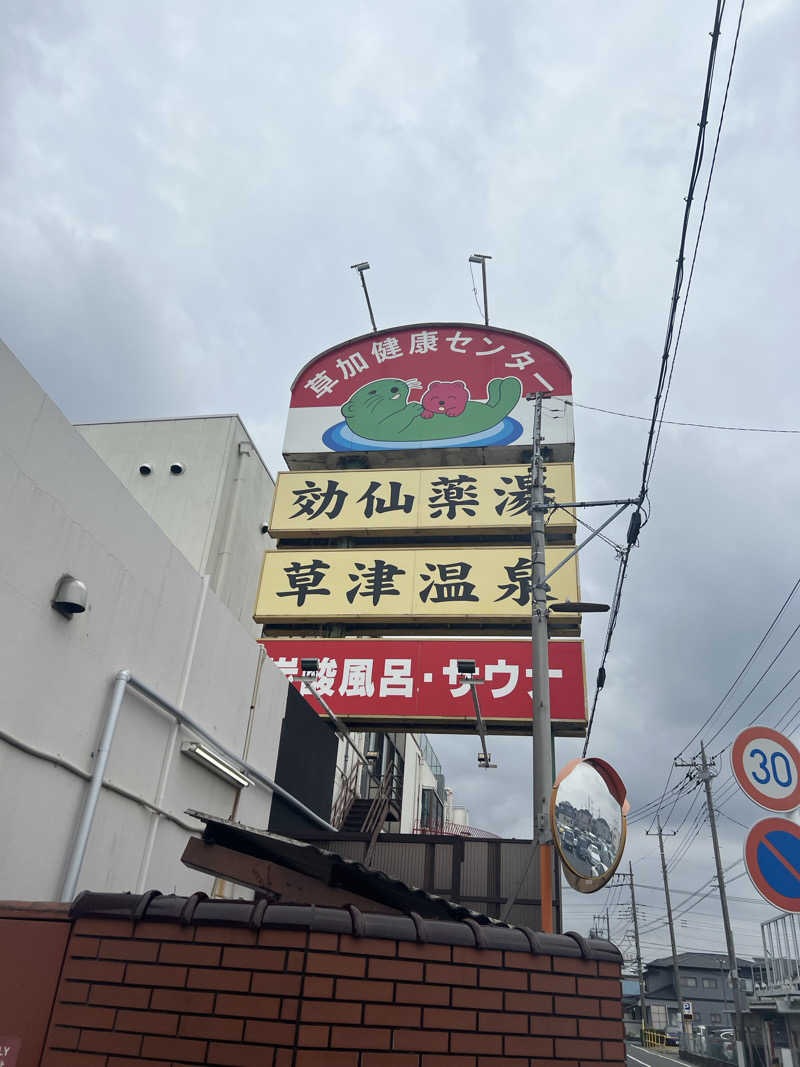 草加健康センター
効仙薬湯
草津温泉
炭酸風呂・サウナ
30
P